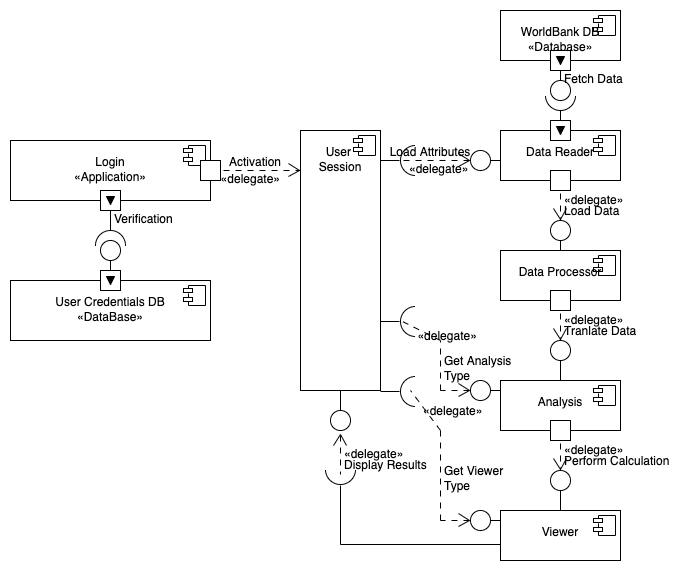 WorldBank DB
«Database»
Fetch Data
Login
«Application»
Activation
«delegate»
User
Session
Load Attributes
«delegate»
Data Reader
Verification
«delegate»
Load Data
User Credentials DB
«DataBase»
Data Processor
«delegate»
Tranlate Data
«delegate»
Get Analysis
Type
Analysis
«delegate»
«delegate»
Display Results
«delegate»
Perform Calculation
Get Viewer
Type
Viewer